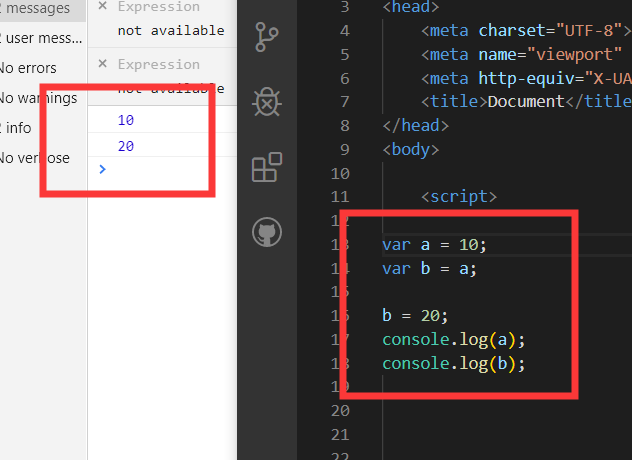 2 messages
2 user mess...
No errors
No warnings
2 info
No verbose
× Expression
not available
× Expression
not available
10
20
>
3 <head>
4 <meta charset="UTF-8">
5 <meta name="viewport"
6 <meta http-equiv="X-UA
7 <title>Document</title
8 </head>
9 <body>
10
11 <script>
12
13 var a = 10;
14 var b = a;
15
16 b = 20;
17 console.log(a);
18 console.log(b);
19
20
21
22